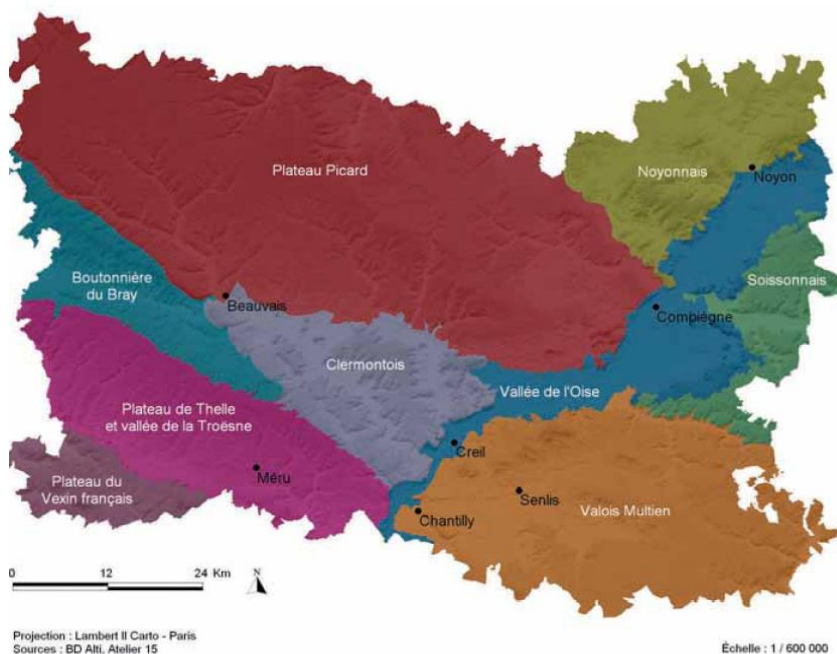 Plateau Picard
Noyonnais
Noyon
Boutonnière
du Bray
Beauvais
Soissonnais
Compiègne
Clermontois
Vallée de l'Oise
Plateau de Thelle
et vallée de la Troësne
Creil
Plateau du
Vexin français
Méru
Senlis
Chantilly
Valois Multien
0 12 24 Km
N
Projection : Lambert II Carto - Paris
Sources : BD Alti, Atelier 15
Échelle : 1 / 600 000